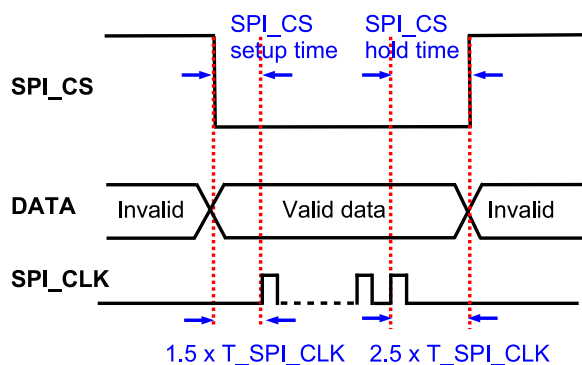 SPI_CS SPI_CS
setup time hold time
SPI_CS
DATA
Invalid Valid data Invalid
SPI_CLK
1.5 x T_SPI_CLK 2.5 x T_SPI_CLK